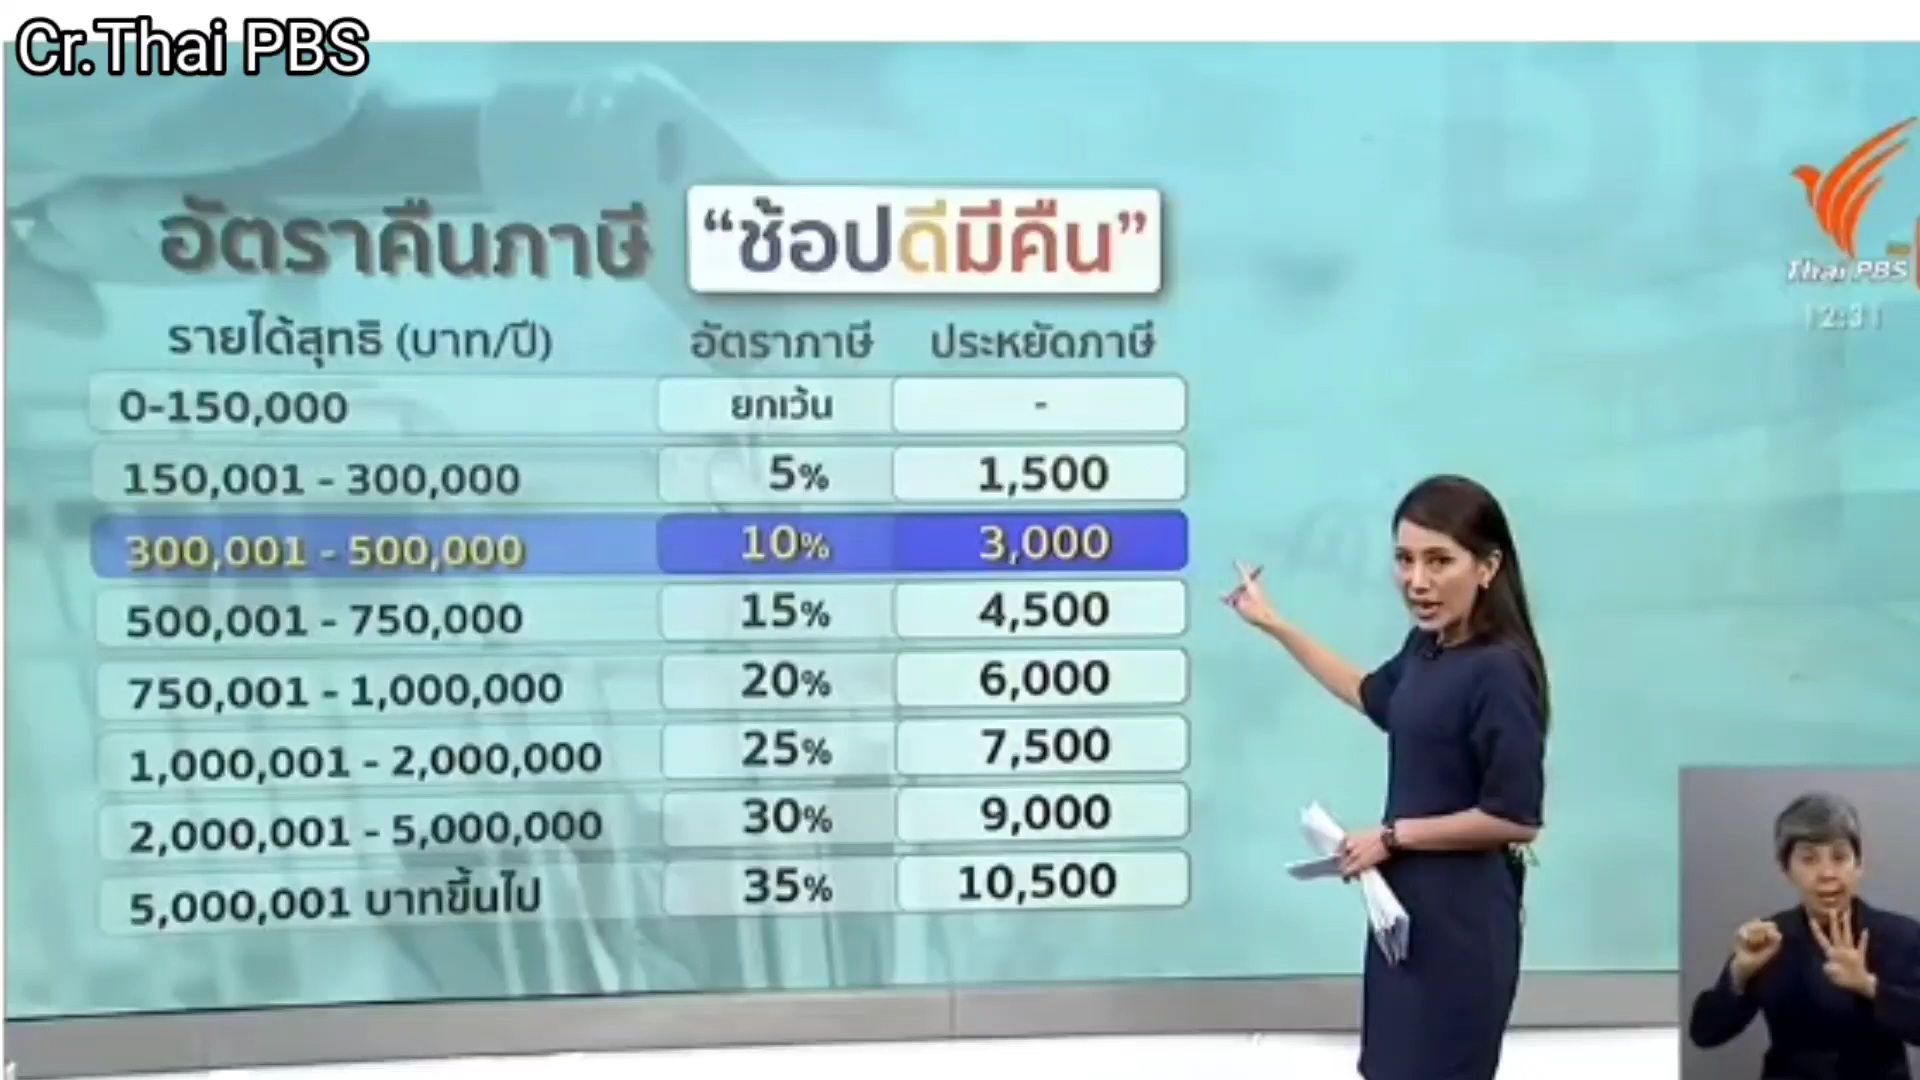 Cr.Thai PBS
อัตราคืนภาษี “ช้อปดีมีคืน”
รายได้สุทธิ (บาท/ปี) อัตราภาษี ประหยัดภาษี
0-150,000 ยกเว้น -
150,001 - 300,000 5% 1,500
300,001 - 500,000 10% 3,000
500,001 - 750,000 15% 4,500
750,001 - 1,000,000 20% 6,000
1,000,001 - 2,000,000 25% 7,500
2,000,001 - 5,000,000 30% 9,000
5,000,001 บาทขึ้นไป 35% 10,500
Thai PBS
12:31